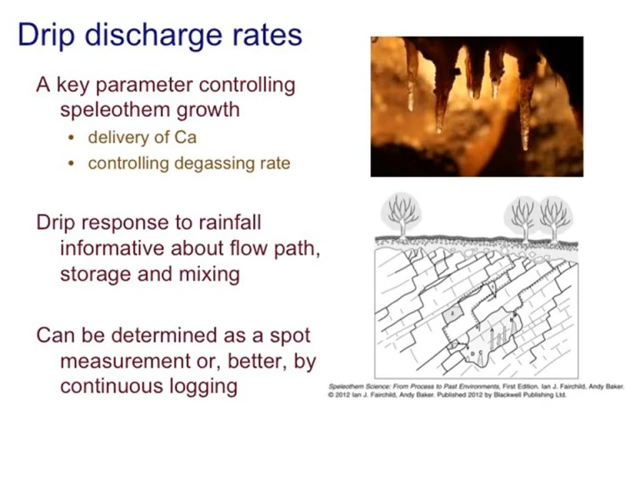 Drip discharge rates
A key parameter controlling
speleothem growth
• delivery of Ca
• controlling degassing rate
Drip response to rainfall
informative about flow path,
storage and mixing
Can be determined as a spot
measurement or, better, by
continuous logging
Speleothem Science: From Process to Past Environments, First Edition. Ian J. Fairchild, Andy Baker.
© 2012 Ian J. Fairchild, Andy Baker. Published 2012 by Blackwell Publishing Ltd.